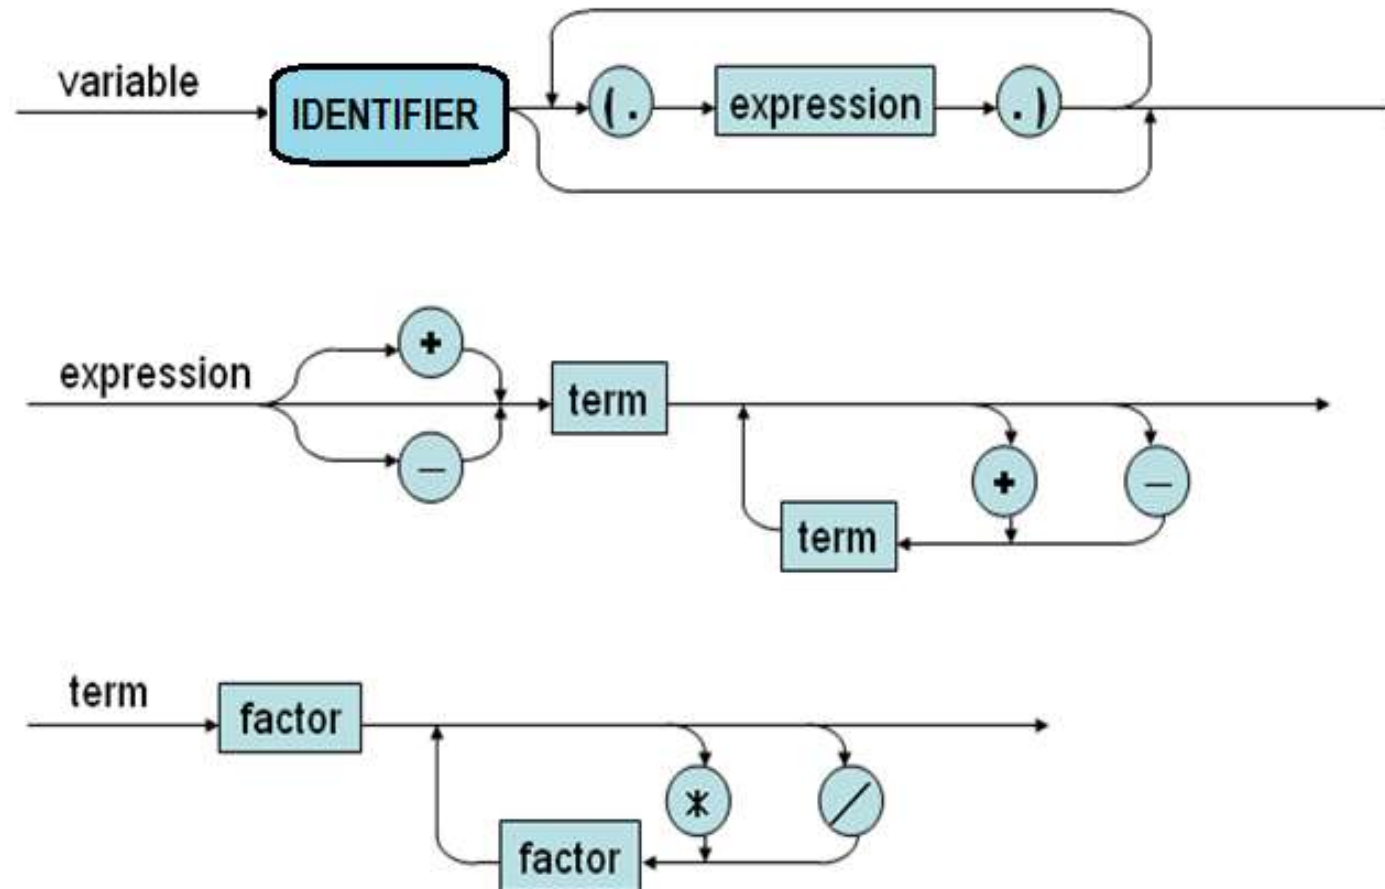 variable
IDENTIFIER (. expression .)
+
expression term
–
+ –
term
term factor
* /
factor